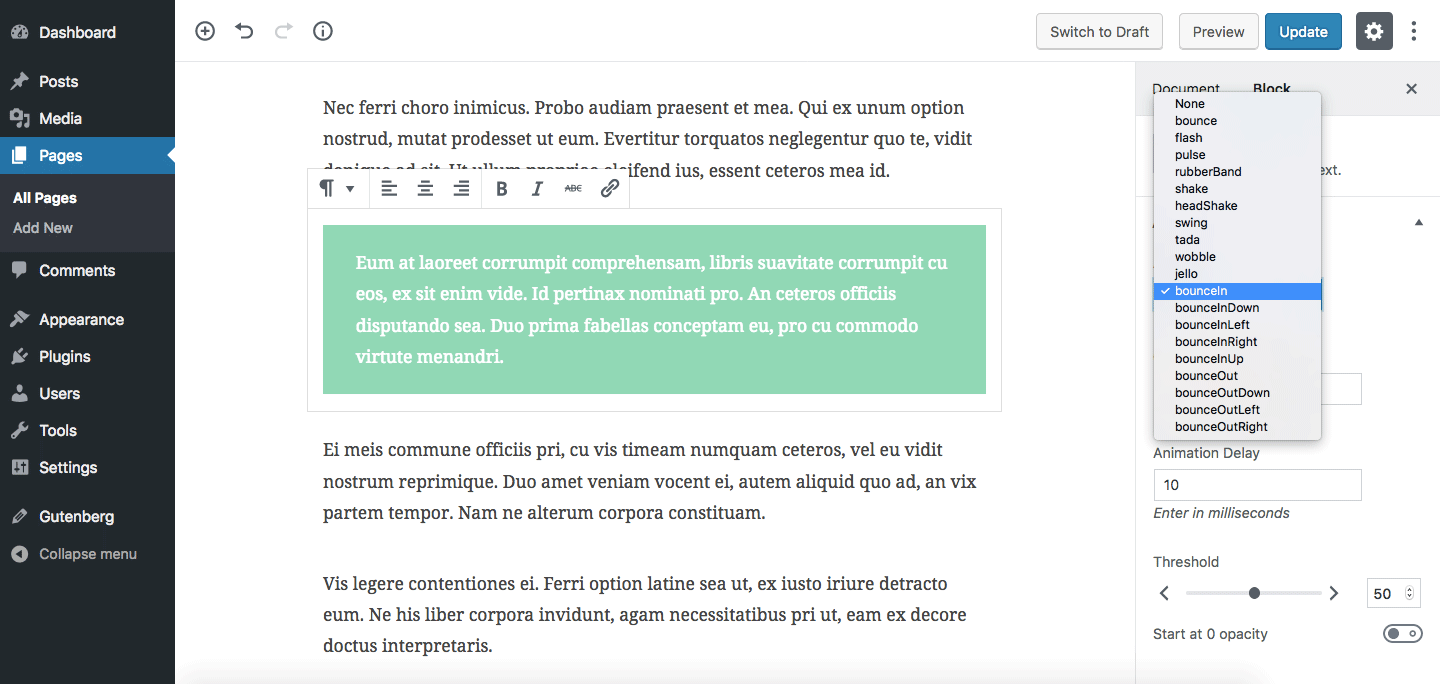 Dashboard
Posts
Media
Pages
All Pages
Add New
Comments
Appearance
Plugins
Users
Tools
Settings
Gutenberg
Collapse menu
Switch to Draft
Preview
Update
Nec ferri choro inimicus. Probo audiam praesent et mea. Qui ex unum option
nostrud, mutat prodesset ut eum. Evertitur torquatos neglegentur quo te, vidit
denique ad sit. Ut ullum propriae eleifend ius, essent ceteros mea id.
B I ABC
Eum at laoreet corrumpit comprehensam, libris suavitate corrumpit cu
eos, ex sit enim vide. Id pertinax nominati pro. An ceteros officiis
disputando sea. Duo prima fabellas conceptam eu, pro cu commodo
virtute menandri.
Ei meis commune officiis pri, cu vis timeam numquam ceteros, vel eu vidit
nostrum reprimique. Duo amet veniam vocent ei, autem aliquid quo ad, an vix
partem tempor. Nam ne alterum corpora constituam.
Vis legere contentiones ei. Ferri option latine sea ut, ex iusto iriure detracto
eum. Ne his liber corpora invidunt, agam necessitatibus pri ut, eam ex decore
doctus interpretaris.
Document Block
ext.
None
bounce
flash
pulse
rubberBand
shake
headShake
swing
tada
wobble
jello
bounceIn
bounceInDown
bounceInLeft
bounceInRight
bounceInUp
bounceOut
bounceOutDown
bounceOutLeft
bounceOutRight
Animation Delay
10
Enter in milliseconds
Threshold
50
Start at 0 opacity